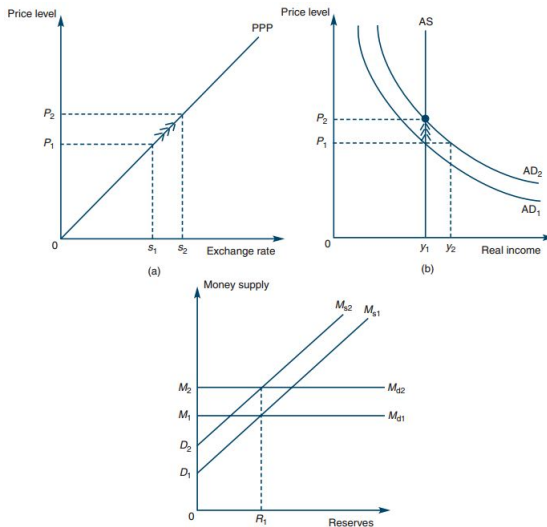 Price level
PPP
P2
P1
0
s1
s2
Exchange rate
(a)
Price level
AS
P2
P1
AD2
AD1
0
y1
y2
Real income
(b)
Money supply
Ms2
Ms1
M2
Md2
M1
Md1
D2
D1
0
R1
Reserves